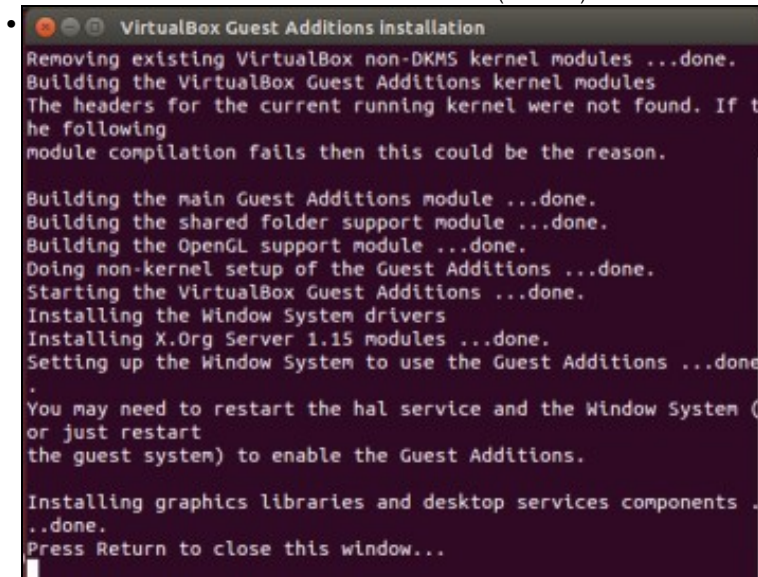 VirtualBox Guest Additions installation
Removing existing VirtualBox non-DKMS kernel modules ...done.
Building the VirtualBox Guest Additions kernel modules
The headers for the current running kernel were not found. If t
he following
module compilation fails then this could be the reason.

Building the main Guest Additions module ...done.
Building the shared folder support module ...done.
Building the OpenGL support module ...done.
Doing non-kernel setup of the Guest Additions ...done.
Starting the VirtualBox Guest Additions ...done.
Installing the Window System drivers
Installing X.Org Server 1.15 modules ...done.
Setting up the Window System to use the Guest Additions ...done
.
You may need to restart the hal service and the Window System (
or just restart
the guest system) to enable the Guest Additions.

Installing graphics libraries and desktop services components .
..done.
Press Return to close this window...